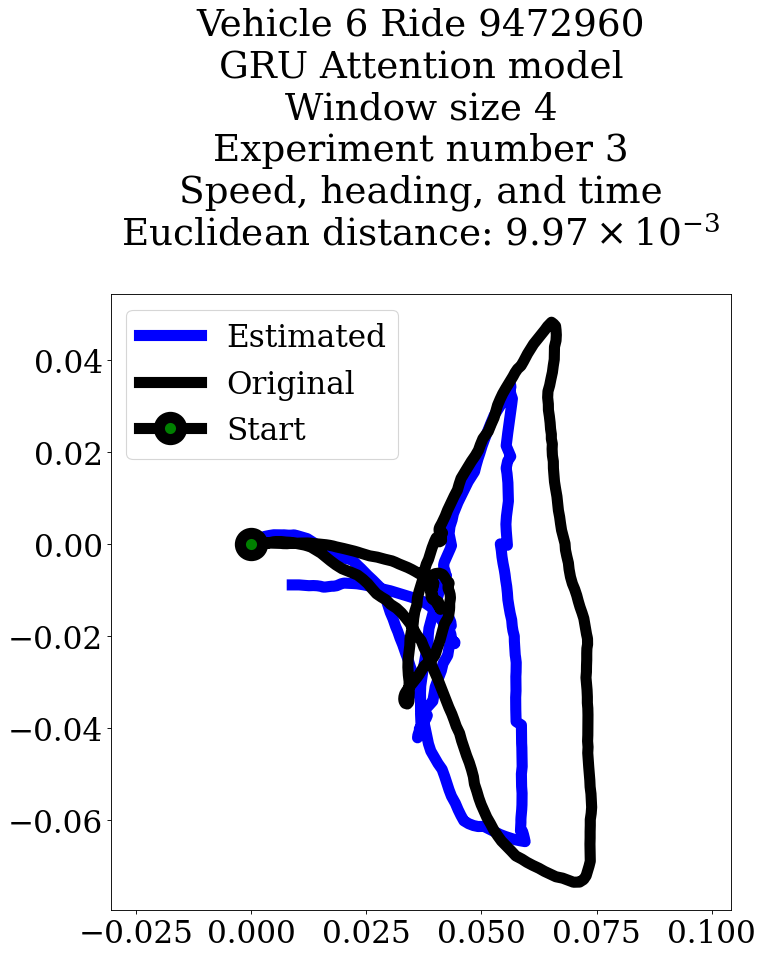 Vehicle 6 Ride 9472960
GRU Attention model
Window size 4
Experiment number 3
Speed, heading, and time
Euclidean distance: 9.97 × 10⁻³
Estimated
Original
Start
0.04
0.02
0.00
−0.02
−0.04
−0.06
−0.025 0.000 0.025 0.050 0.075 0.100